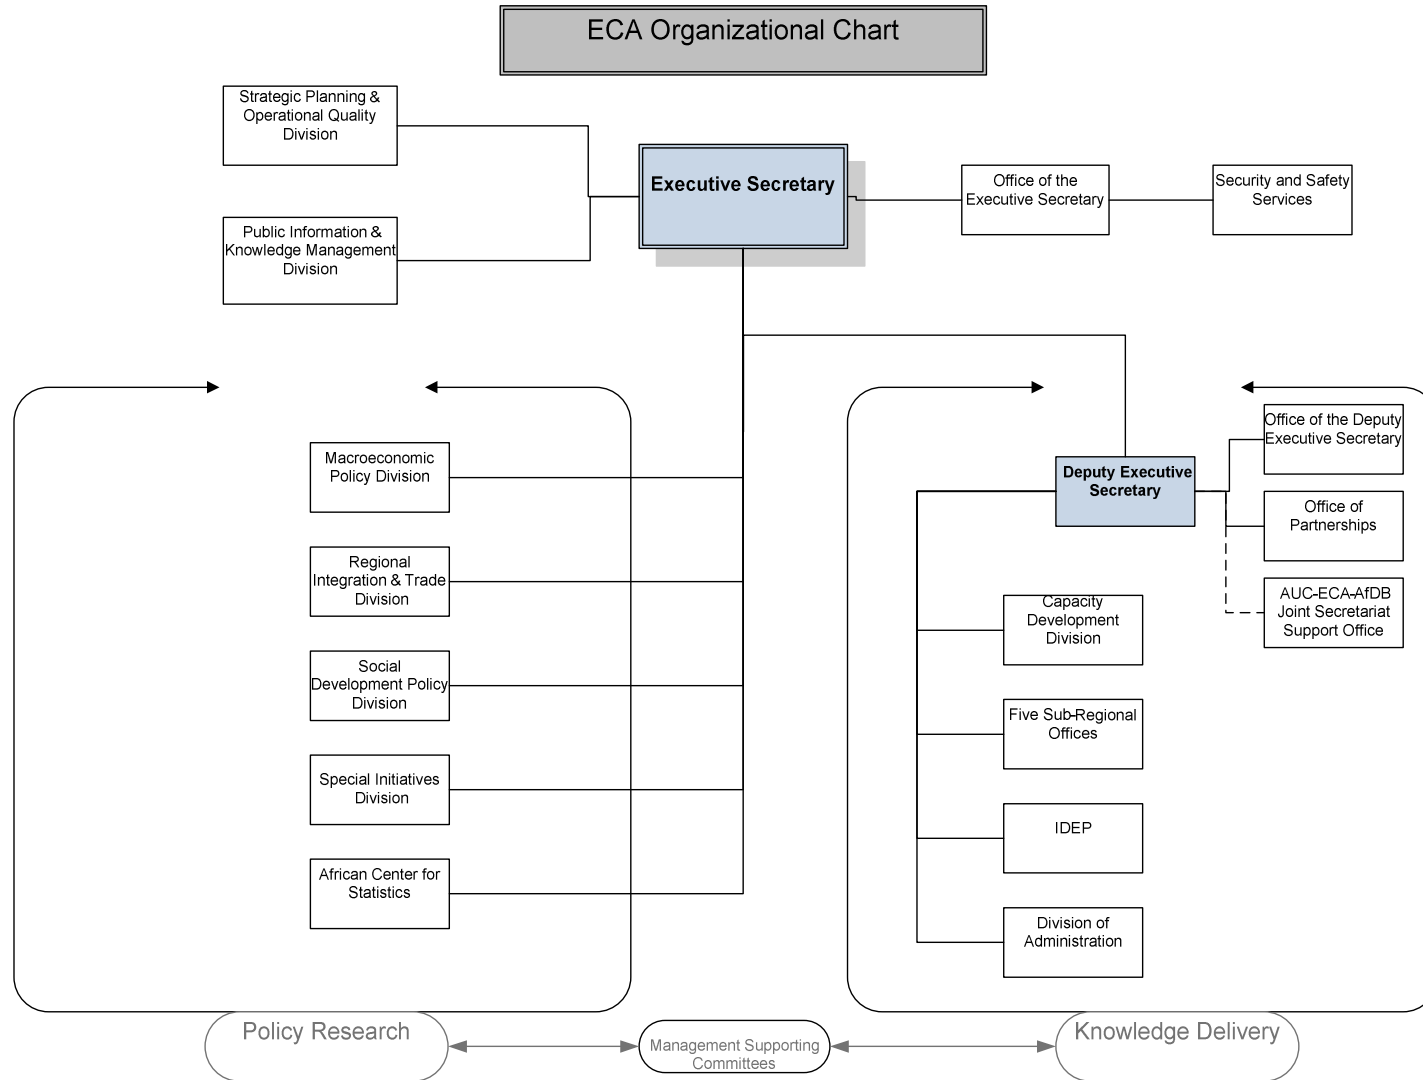 ECA Organizational Chart
Strategic Planning &
Operational Quality
Division
Executive Secretary
Office of the
Executive Secretary
Security and Safety
Services
Public Information &
Knowledge Management
Division
Macroeconomic
Policy Division
Regional
Integration & Trade
Division
Social
Development Policy
Division
Special Initiatives
Division
African Center for
Statistics
Deputy Executive
Secretary
Office of the Deputy
Executive Secretary
Office of
Partnerships
AUC-ECA-AfDB
Joint Secretariat
Support Office
Capacity
Development
Division
Five Sub-Regional
Offices
IDEP
Division of
Administration
Policy Research
Management Supporting
Committees
Knowledge Delivery